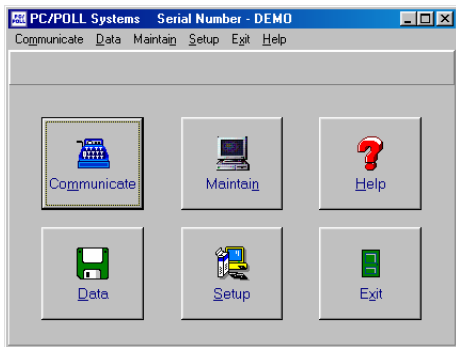 PC/POLL Systems Serial Number - DEMO
Communicate Data Maintain Setup Exit Help
Communicate Maintain Help
Data Setup Exit